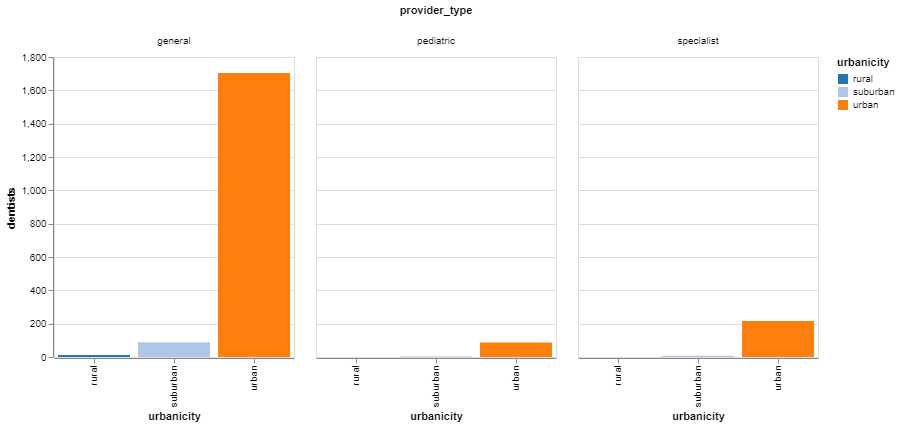 provider_type
general
pediatric
specialist
urbanicity
rural
suburban
urban
dentists
1,800
1,600
1,400
1,200
1,000
800
600
400
200
0
rural
suburban
urban
rural
suburban
urban
rural
suburban
urban
urbanicity
urbanicity
urbanicity